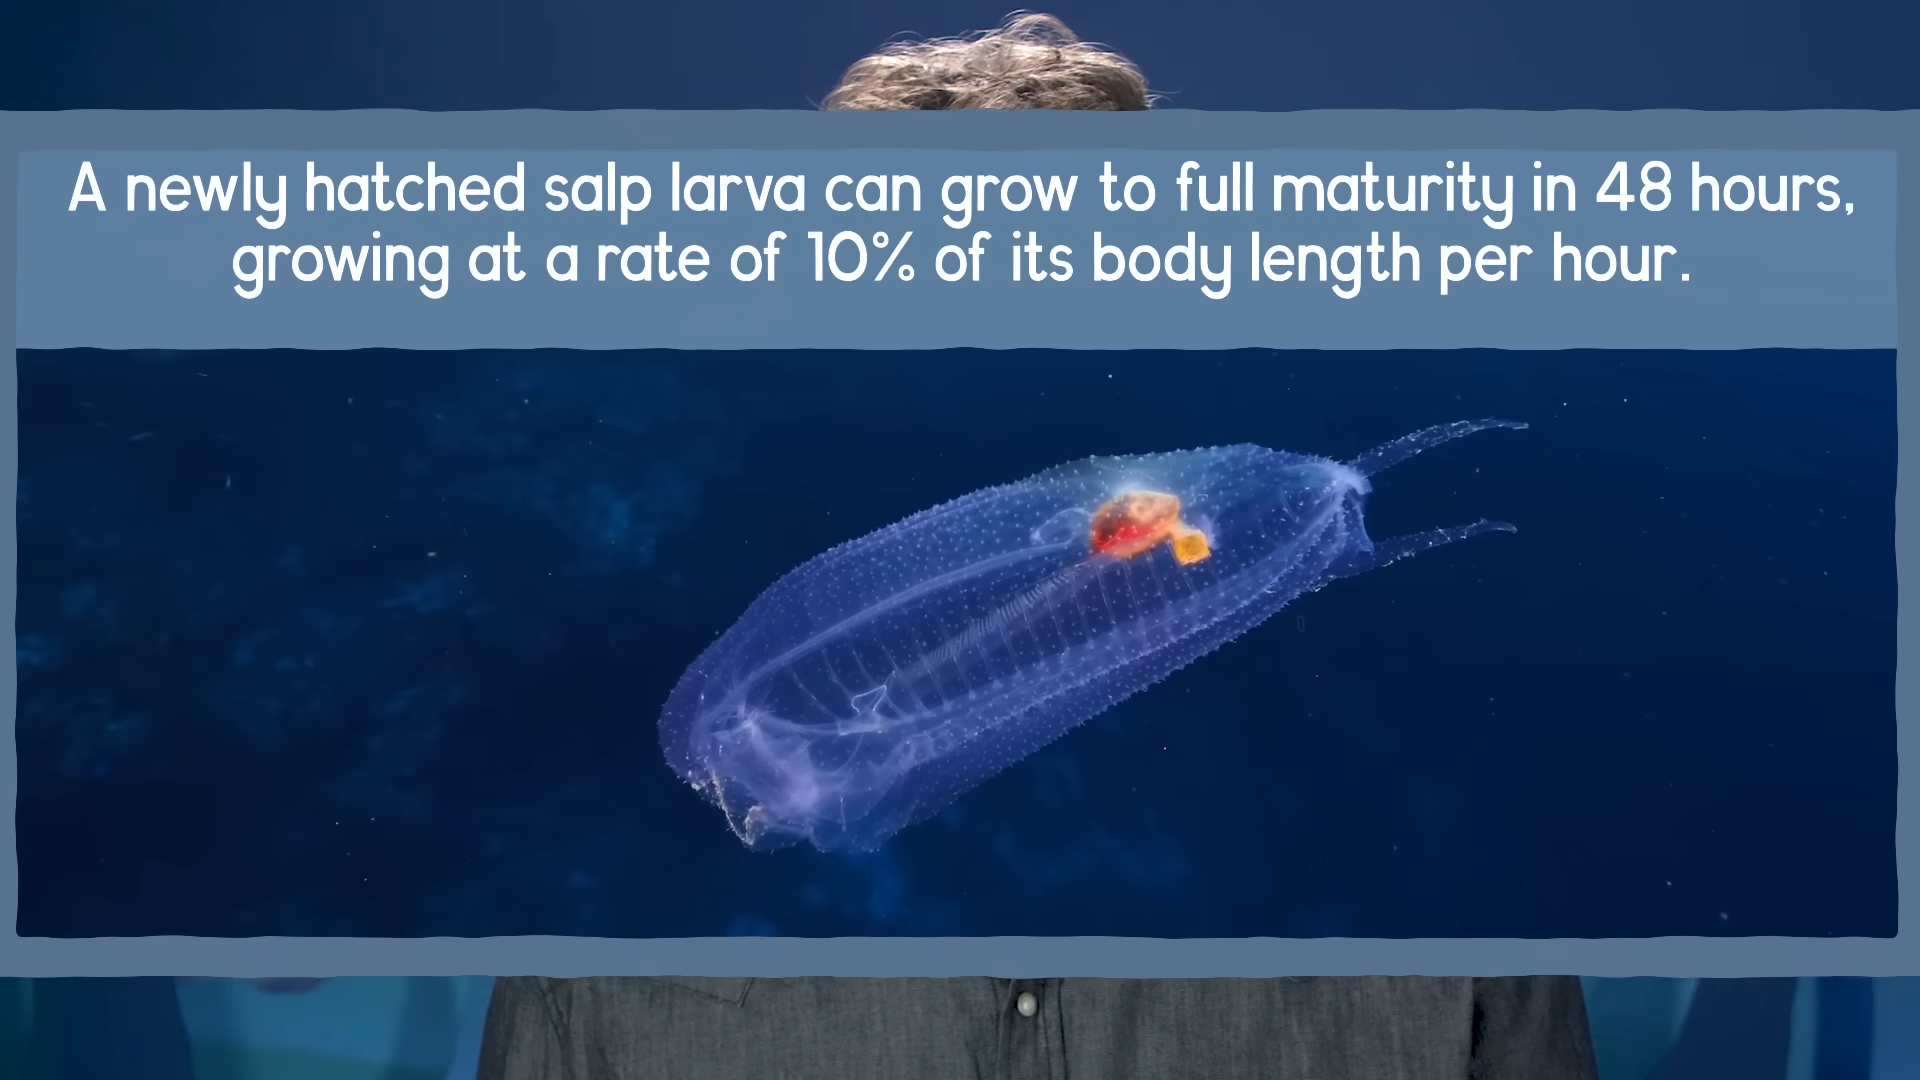 A newly hatched salp larva can grow to full maturity in 48 hours,
growing at a rate of 10% of its body length per hour.